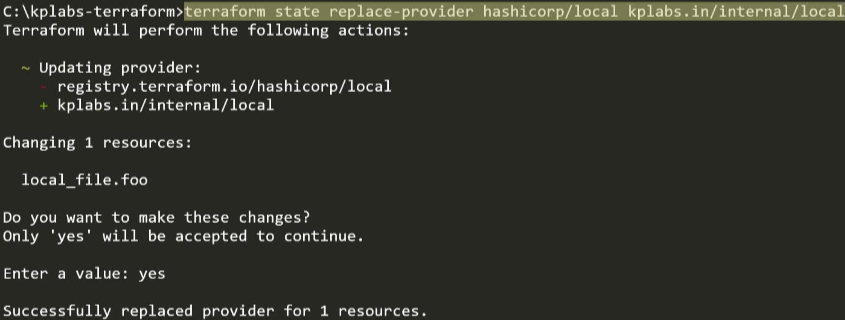 C:\kplabs-terraform>terraform state replace-provider hashicorp/local kplabs.in/internal/local
Terraform will perform the following actions:
~ Updating provider:
- registry.terraform.io/hashicorp/local
+ kplabs.in/internal/local
Changing 1 resources:
local_file.foo
Do you want to make these changes?
Only 'yes' will be accepted to continue.
Enter a value: yes
Successfully replaced provider for 1 resources.